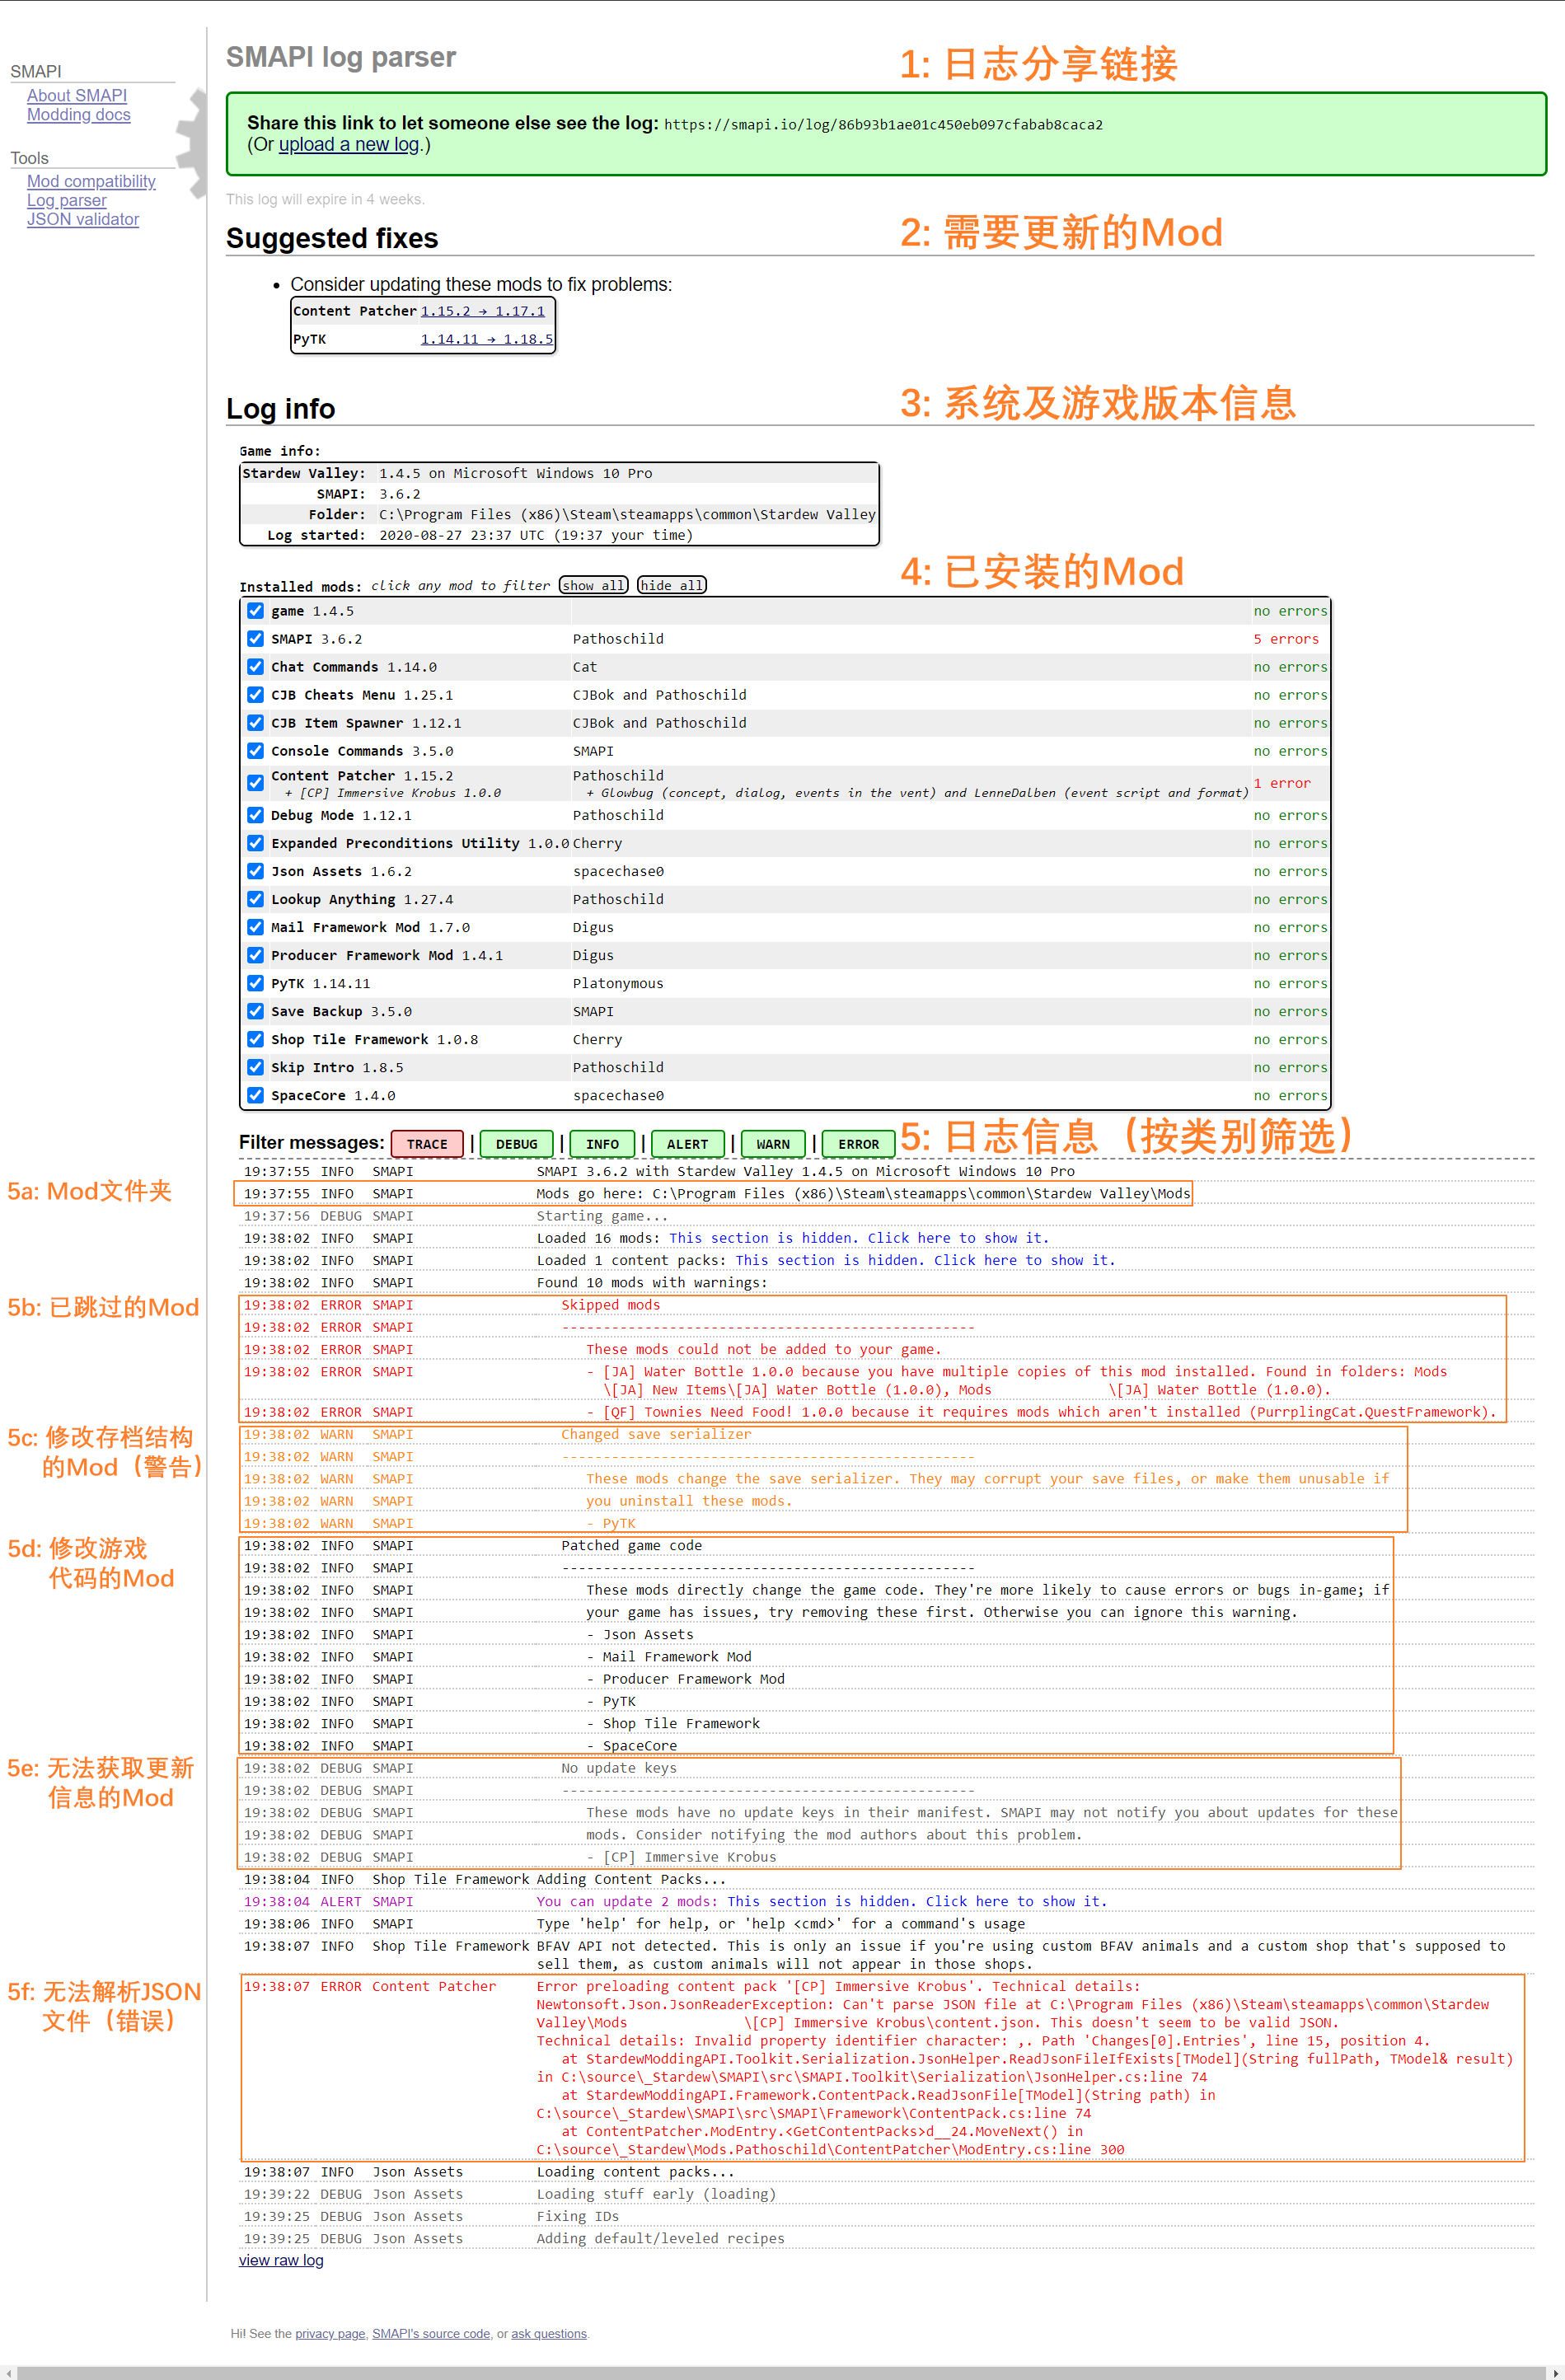 SMAPI
About SMAPI
Modding docs
Tools
Mod compatibility
Log parser
JSON validator
SMAPI log parser
1: 日志分享链接
Share this link to let someone else see the log: https://smapi.io/log/86b93b1ae01c450eb097cfabab8caca2
(Or upload a new log.)
This log will expire in 4 weeks.
Suggested fixes
2: 需要更新的Mod
• Consider updating these mods to fix problems:
Content Patcher 1.15.2 → 1.17.1
PyTK 1.14.11 → 1.18.5
Log info
3: 系统及游戏版本信息
Game info:
Stardew Valley: 1.4.5 on Microsoft Windows 10 Pro
SMAPI: 3.6.2
Folder: C:\Program Files (x86)\Steam\steamapps\common\Stardew Valley
Log started: 2020-08-27 23:37 UTC (19:37 your time)
4: 已安装的Mod
Installed mods: click any mod to filter show all hide all
game 1.4.5 no errors
SMAPI 3.6.2 Pathoschild 5 errors
Chat Commands 1.14.0 Cat no errors
CJB Cheats Menu 1.25.1 CJBok and Pathoschild no errors
CJB Item Spawner 1.12.1 CJBok and Pathoschild no errors
Console Commands 3.5.0 SMAPI no errors
Content Patcher 1.15.2 Pathoschild 1 error
+ [CP] Immersive Krobus 1.0.0 + Glowbug (concept, dialog, events in the vent) and LenneDalben (event script and format)
Debug Mode 1.12.1 Pathoschild no errors
Expanded Preconditions Utility 1.0.0 Cherry no errors
Json Assets 1.6.2 spacechase0 no errors
Lookup Anything 1.27.4 Pathoschild no errors
Mail Framework Mod 1.7.0 Digus no errors
Producer Framework Mod 1.4.1 Digus no errors
PyTK 1.14.11 Platonymous no errors
Save Backup 3.5.0 SMAPI no errors
Shop Tile Framework 1.0.8 Cherry no errors
Skip Intro 1.8.5 Pathoschild no errors
SpaceCore 1.4.0 spacechase0 no errors
Filter messages: TRACE | DEBUG | INFO | ALERT | WARN | ERROR
5: 日志信息（按类别筛选）
19:37:55 INFO SMAPI SMAPI 3.6.2 with Stardew Valley 1.4.5 on Microsoft Windows 10 Pro
5a: Mod文件夹
19:37:55 INFO SMAPI Mods go here: C:\Program Files (x86)\Steam\steamapps\common\Stardew Valley\Mods
19:37:56 DEBUG SMAPI Starting game...
19:38:02 INFO SMAPI Loaded 16 mods: This section is hidden. Click here to show it.
19:38:02 INFO SMAPI Loaded 1 content packs: This section is hidden. Click here to show it.
19:38:02 INFO SMAPI Found 10 mods with warnings:
5b: 已跳过的Mod
19:38:02 ERROR SMAPI Skipped mods
19:38:02 ERROR SMAPI --------------------------------------------------
19:38:02 ERROR SMAPI These mods could not be added to your game.
19:38:02 ERROR SMAPI - [JA] Water Bottle 1.0.0 because you have multiple copies of this mod installed. Found in folders: Mods
\[JA] New Items\[JA] Water Bottle (1.0.0), Mods \[JA] Water Bottle (1.0.0).
19:38:02 ERROR SMAPI - [QF] Townies Need Food! 1.0.0 because it requires mods which aren't installed (PurrplingCat.QuestFramework).
5c: 修改存档结构
的Mod（警告）
19:38:02 WARN SMAPI Changed save serializer
19:38:02 WARN SMAPI --------------------------------------------------
19:38:02 WARN SMAPI These mods change the save serializer. They may corrupt your save files, or make them unusable if
19:38:02 WARN SMAPI you uninstall these mods.
19:38:02 WARN SMAPI - PyTK
5d: 修改游戏
代码的Mod
19:38:02 INFO SMAPI Patched game code
19:38:02 INFO SMAPI --------------------------------------------------
19:38:02 INFO SMAPI These mods directly change the game code. They're more likely to cause errors or bugs in-game; if
19:38:02 INFO SMAPI your game has issues, try removing these first. Otherwise you can ignore this warning.
19:38:02 INFO SMAPI - Json Assets
19:38:02 INFO SMAPI - Mail Framework Mod
19:38:02 INFO SMAPI - Producer Framework Mod
19:38:02 INFO SMAPI - PyTK
19:38:02 INFO SMAPI - Shop Tile Framework
19:38:02 INFO SMAPI - SpaceCore
5e: 无法获取更新
信息的Mod
19:38:02 DEBUG SMAPI No update keys
19:38:02 DEBUG SMAPI --------------------------------------------------
19:38:02 DEBUG SMAPI These mods have no update keys in their manifest. SMAPI may not notify you about updates for these
19:38:02 DEBUG SMAPI mods. Consider notifying the mod authors about this problem.
19:38:02 DEBUG SMAPI - [CP] Immersive Krobus
19:38:04 INFO Shop Tile Framework Adding Content Packs...
19:38:04 ALERT SMAPI You can update 2 mods: This section is hidden. Click here to show it.
19:38:06 INFO SMAPI Type 'help' for help, or 'help <cmd>' for a command's usage
19:38:07 INFO Shop Tile Framework BFAV API not detected. This is only an issue if you're using custom BFAV animals and a custom shop that's supposed to
sell them, as custom animals will not appear in those shops.
5f: 无法解析JSON
文件（错误）
19:38:07 ERROR Content Patcher Error preloading content pack '[CP] Immersive Krobus'. Technical details:
Newtonsoft.Json.JsonReaderException: Can't parse JSON file at C:\Program Files (x86)\Steam\steamapps\common\Stardew
Valley\Mods \[CP] Immersive Krobus\content.json. This doesn't seem to be valid JSON.
Technical details: Invalid property identifier character: ,. Path 'Changes[0].Entries', line 15, position 4.
at StardewModdingAPI.Toolkit.Serialization.JsonHelper.ReadJsonFileIfExists[TModel](String fullPath, TModel& result)
in C:\source\_Stardew\SMAPI\src\SMAPI.Toolkit\Serialization\JsonHelper.cs:line 74
at StardewModdingAPI.Framework.ContentPack.ReadJsonFile[TModel](String path) in
C:\source\_Stardew\SMAPI\src\SMAPI\Framework\ContentPack.cs:line 74
at ContentPatcher.ModEntry.<GetContentPacks>d__24.MoveNext() in
C:\source\_Stardew\Mods.Pathoschild\ContentPatcher\ModEntry.cs:line 300
19:38:07 INFO Json Assets Loading content packs...
19:39:22 DEBUG Json Assets Loading stuff early (loading)
19:39:25 DEBUG Json Assets Fixing IDs
19:39:25 DEBUG Json Assets Adding default/leveled recipes
view raw log
Hi! See the privacy page, SMAPI's source code, or ask questions.